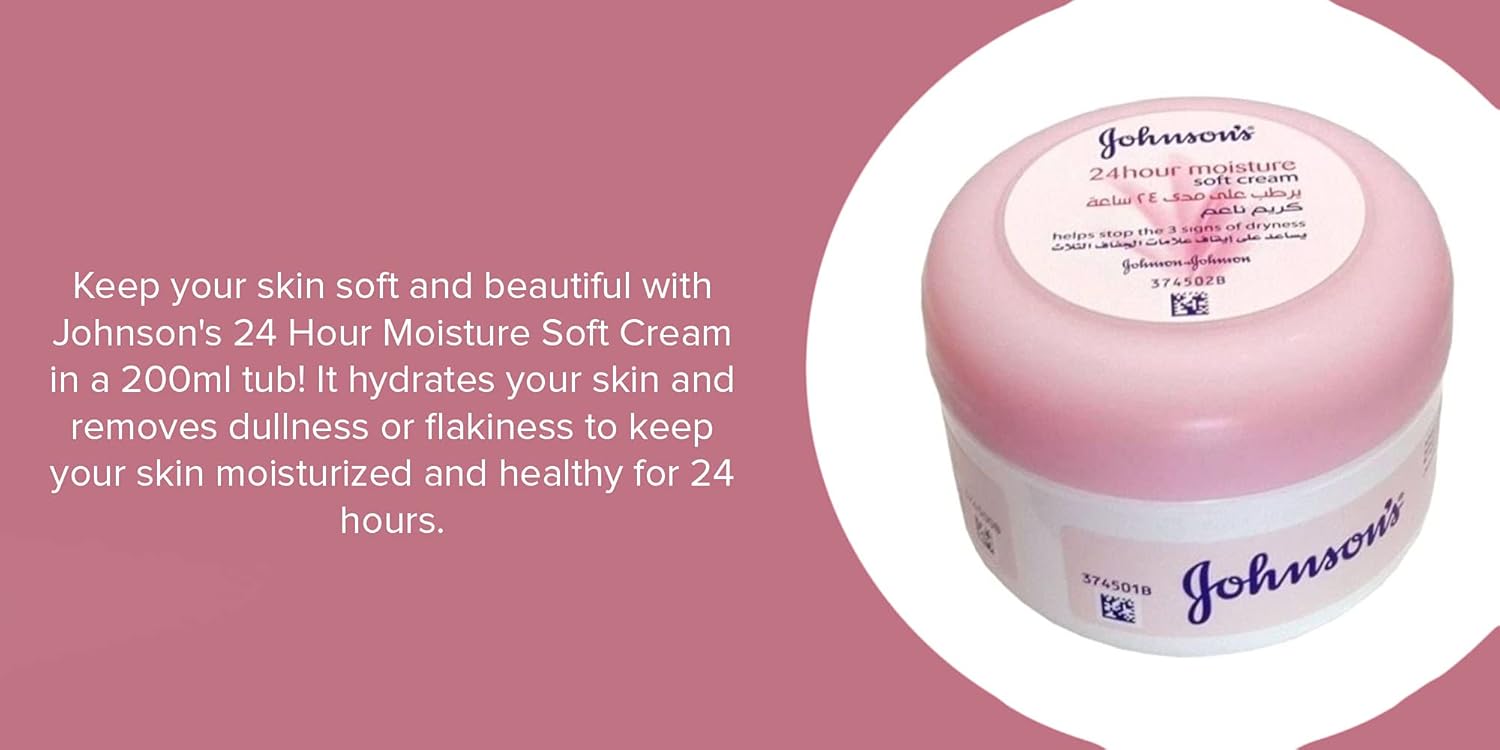 Keep your skin soft and beautiful with
Johnson's 24 Hour Moisture Soft Cream
in a 200ml tub! It hydrates your skin and
removes dullness or flakiness to keep
your skin moisturized and healthy for 24
hours.
Johnson's
24hour moisture
soft cream
يرطب على مدى ٢٤ ساعة
كريم ناعم
helps stop the 3 signs of dryness
يساعد على إيقاف علامات الجفاف الثلاث
Johnson-Johnson
374502B
374501B
Johnson's